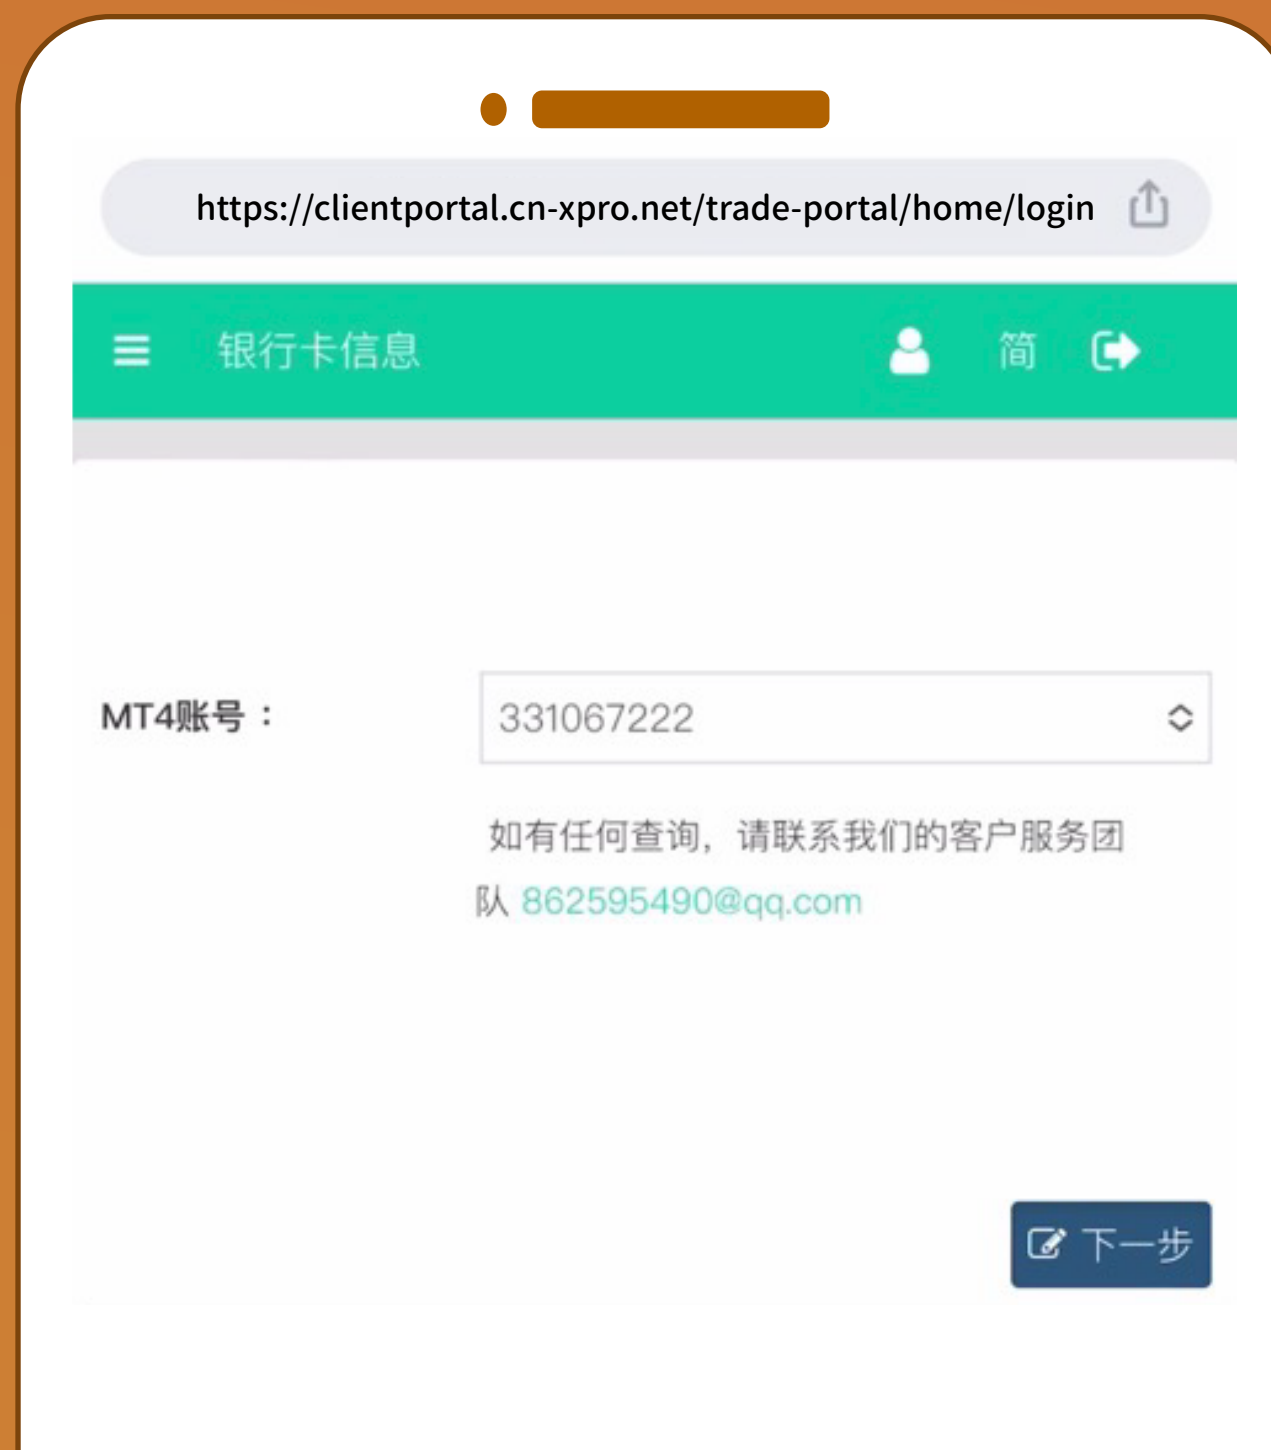 https://clientportal.cn-xpro.net/trade-portal/home/login
银行卡信息 简
MT4账号： 331067222
如有任何查询，请联系我们的客户服务团
队 862595490@qq.com
下一步